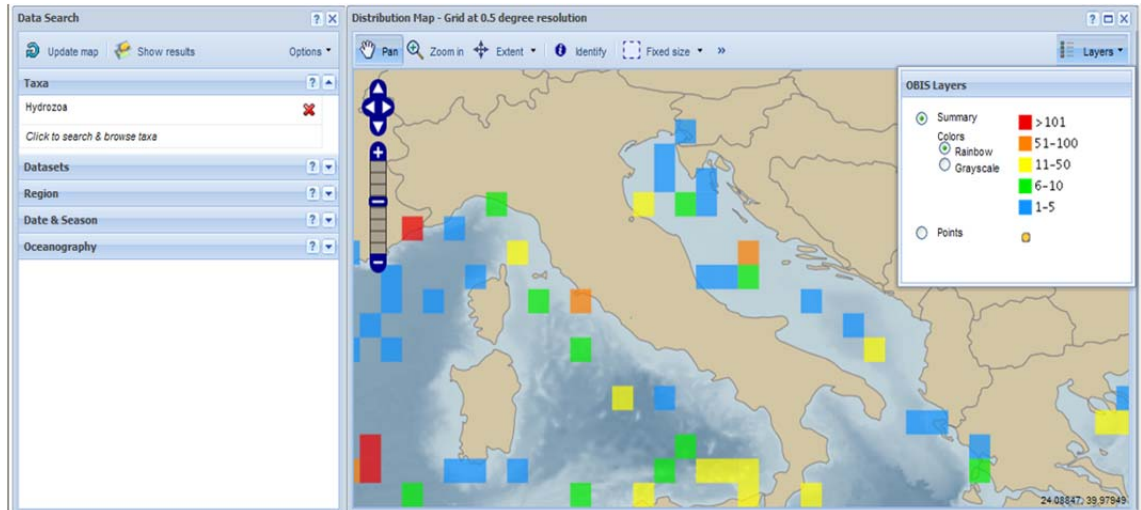 Data Search
Update map Show results Options
Taxa
Hydrozoa
Click to search & browse taxa
Datasets
Region
Date & Season
Oceanography
Distribution Map - Grid at 0.5 degree resolution
Pan Zoom in Extent Identify Fixed size » Layers
OBIS Layers
Summary
Colors
Rainbow
Grayscale
>101
51-100
11-50
6-10
1-5
Points
24.08847, 39.97949